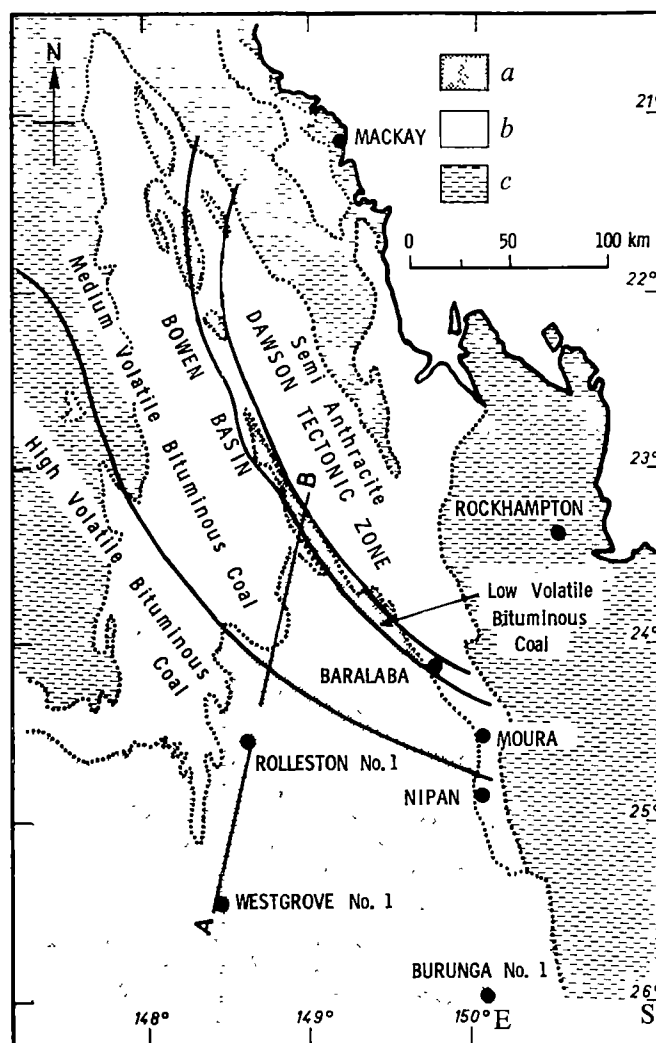 N
a
b
c
21°
MACKAY
0 50 100 km
22°
Medium Volatile Bituminous Coal
BOWEN BASIN
Semi Anthracite
DAWSON TECTONIC ZONE
High Volatile Bituminous
Coal
23°
B
ROCKHAMPTON
Low Volatile
Bituminous
Coal
24°
BARALABA
MOURA
ROLLESTON No. 1
NIPAN
25°
WESTGROVE No. 1
A
BURUNGA No. 1
26°
148° 149° 150° E S